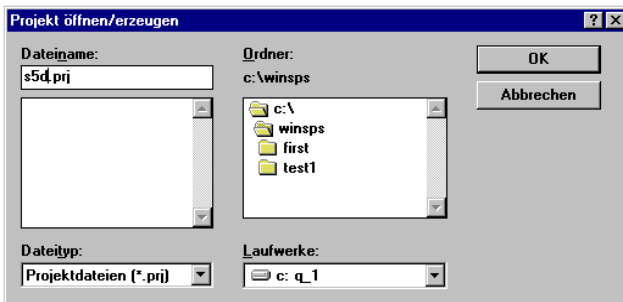 Projekt öffnen/erzeugen
Dateiname:
s5d.prj
Ordner:
c:\winsps
c:\
winsps
first
test1
OK
Abbrechen
Dateityp:
Projektdateien (*.prj)
Laufwerke:
c: q_1